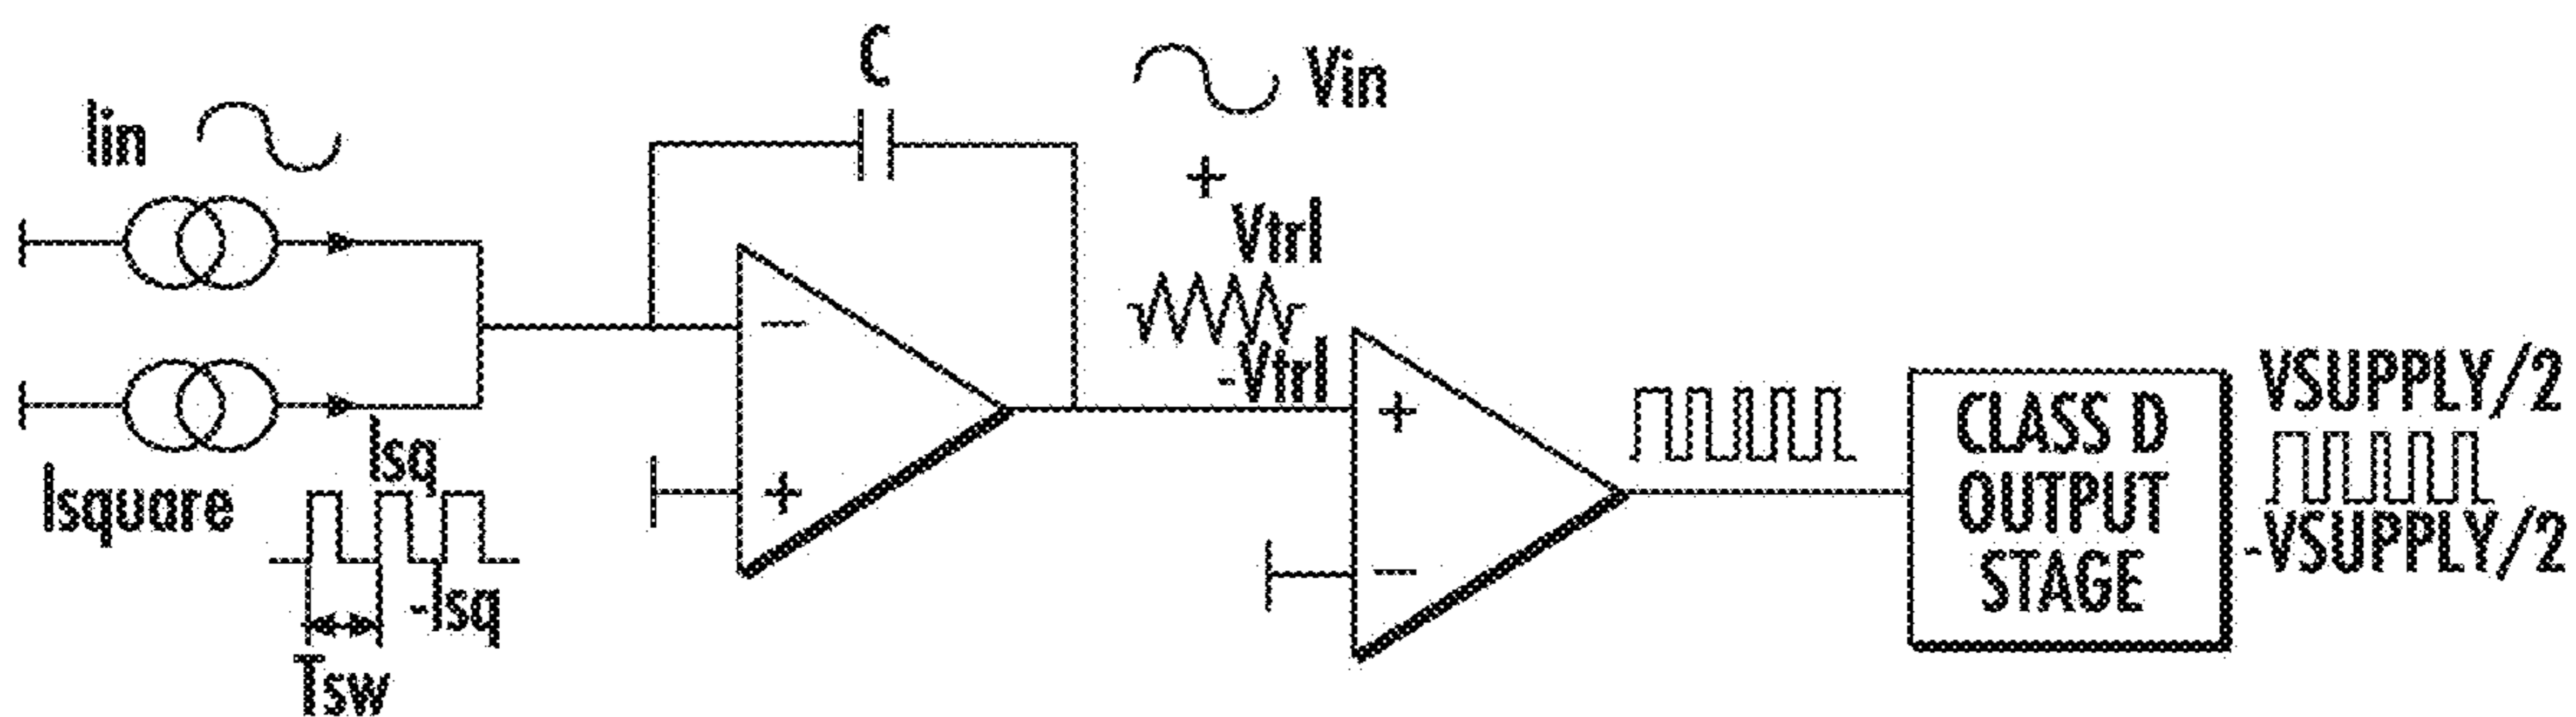 C
Iin
Vin
+
Vtrl
-Vtrl
−
+
Isq
Isquare
-Isq
Tsw
+
−
CLASS D
OUTPUT
STAGE
VSUPPLY/2
-VSUPPLY/2